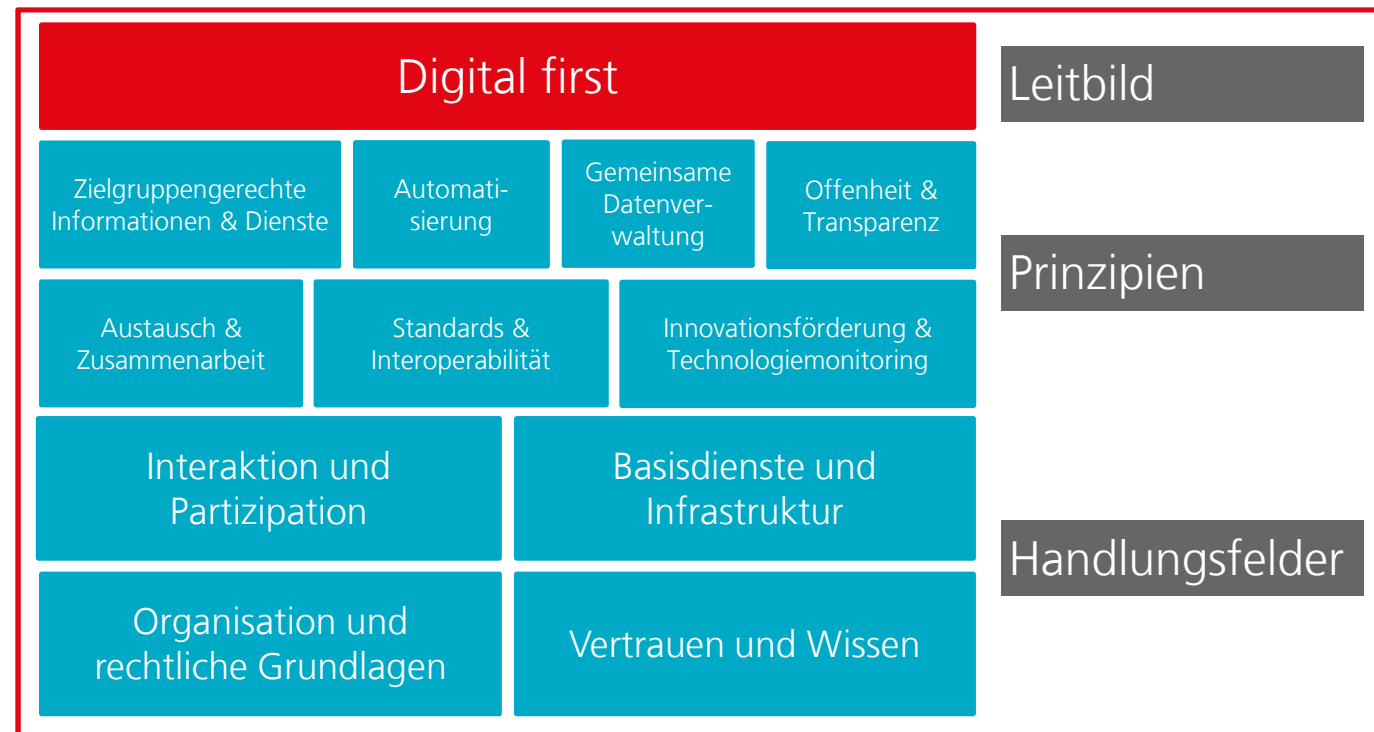 Digital first
Leitbild
Zielgruppengerechte
Informationen & Dienste
Automati-
sierung
Gemeinsame
Datenver-
waltung
Offenheit &
Transparenz
Prinzipien
Austausch &
Zusammenarbeit
Standards &
Interoperabilität
Innovationsförderung &
Technologiemonitoring
Interaktion und
Partizipation
Basisdienste und
Infrastruktur
Handlungsfelder
Organisation und
rechtliche Grundlagen
Vertrauen und Wissen